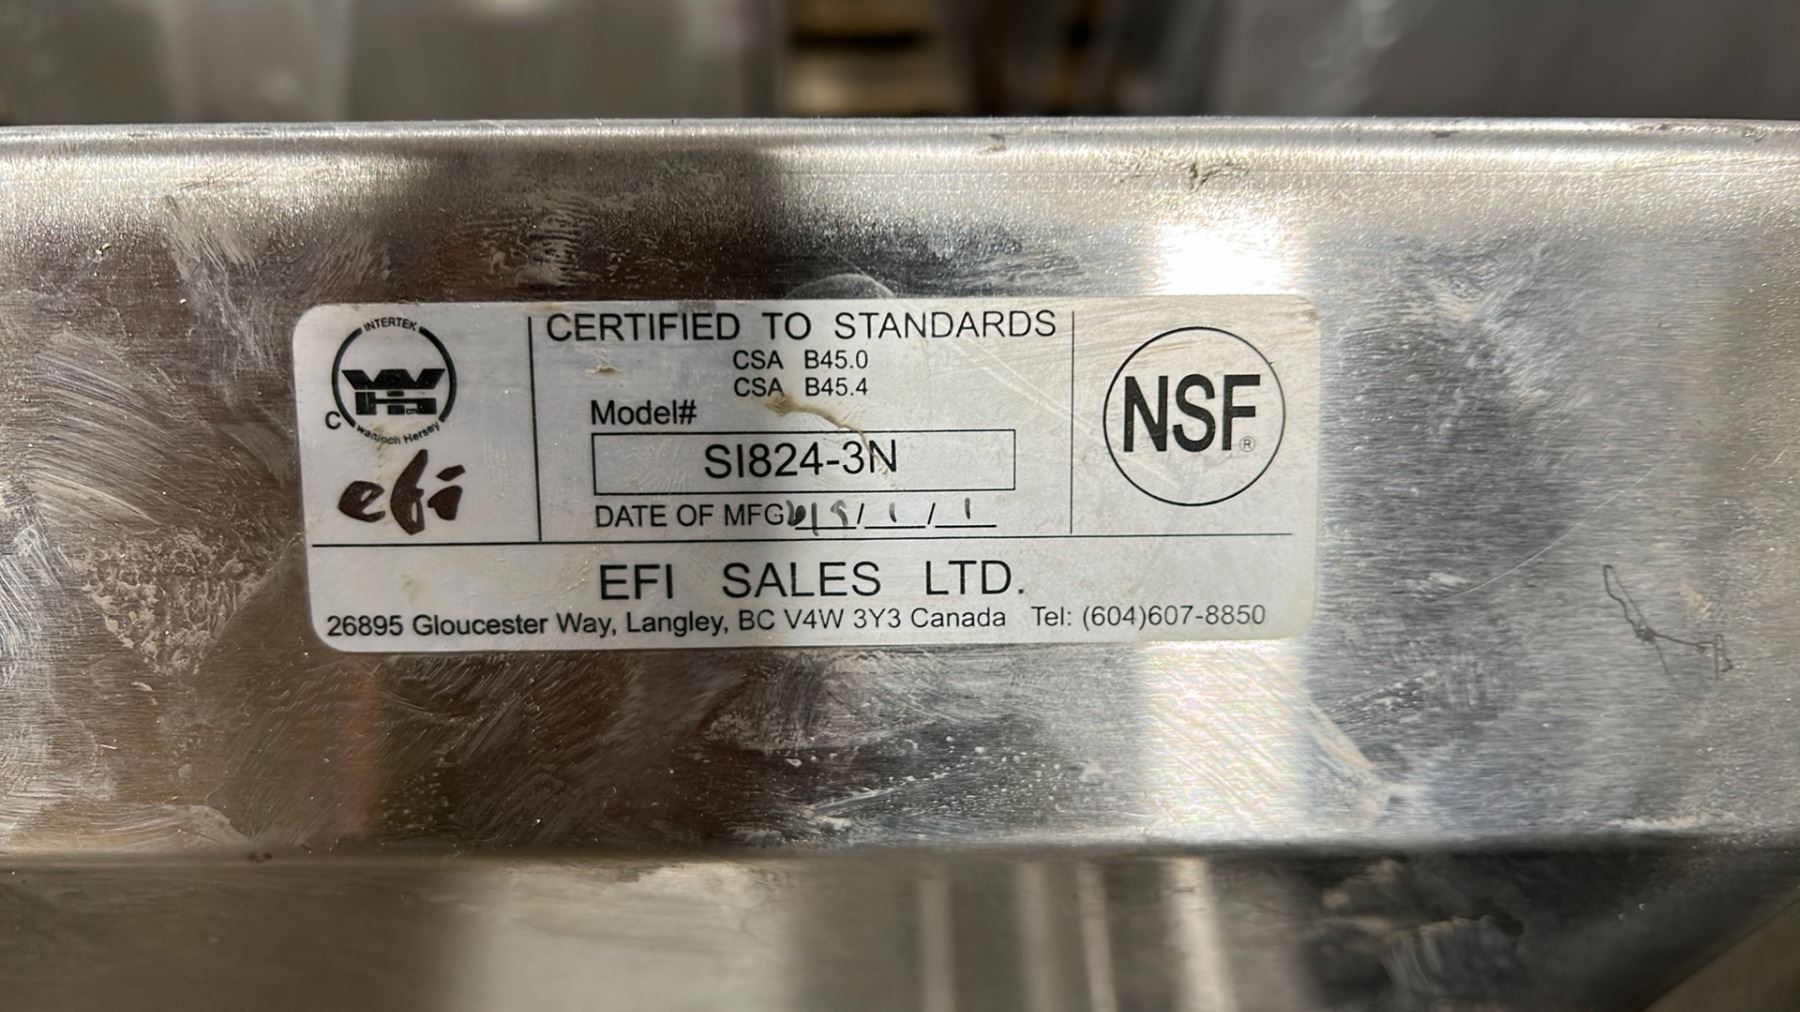 INTERTEK
C
Warnoch Hersey
efi
CERTIFIED TO STANDARDS
CSA B45.0
CSA B45.4
Model#
SI824-3N
DATE OF MFG
EFI SALES LTD.
26895 Gloucester Way, Langley, BC V4W 3Y3 Canada Tel: (604)607-8850
NSF®